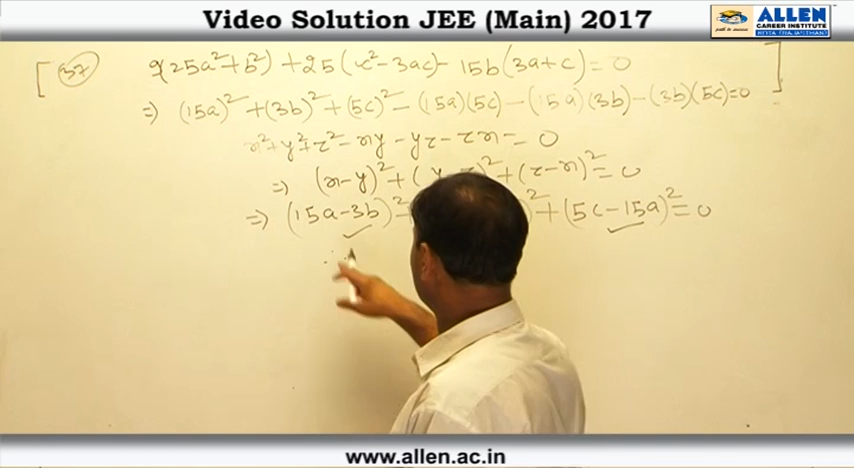 Video Solution JEE (Main) 2017
ALLEN
CAREER INSTITUTE
KOTA (RAJASTHAN)
[ 37 9(25a²+b²) + 25(c²-3ac) - 15b(3a+c) = 0 ]
⇒ (15a)² + (3b)² + (5c)² - (15a)(5c) - (15a)(3b) - (3b)(5c) = 0
x²+y²+z²-xy-yz-zx = 0
⇒ (x-y)² + ( )² + (z-x)² = 0
⇒ (15a-3b)² )² + (5c-15a)² = 0
www.allen.ac.in